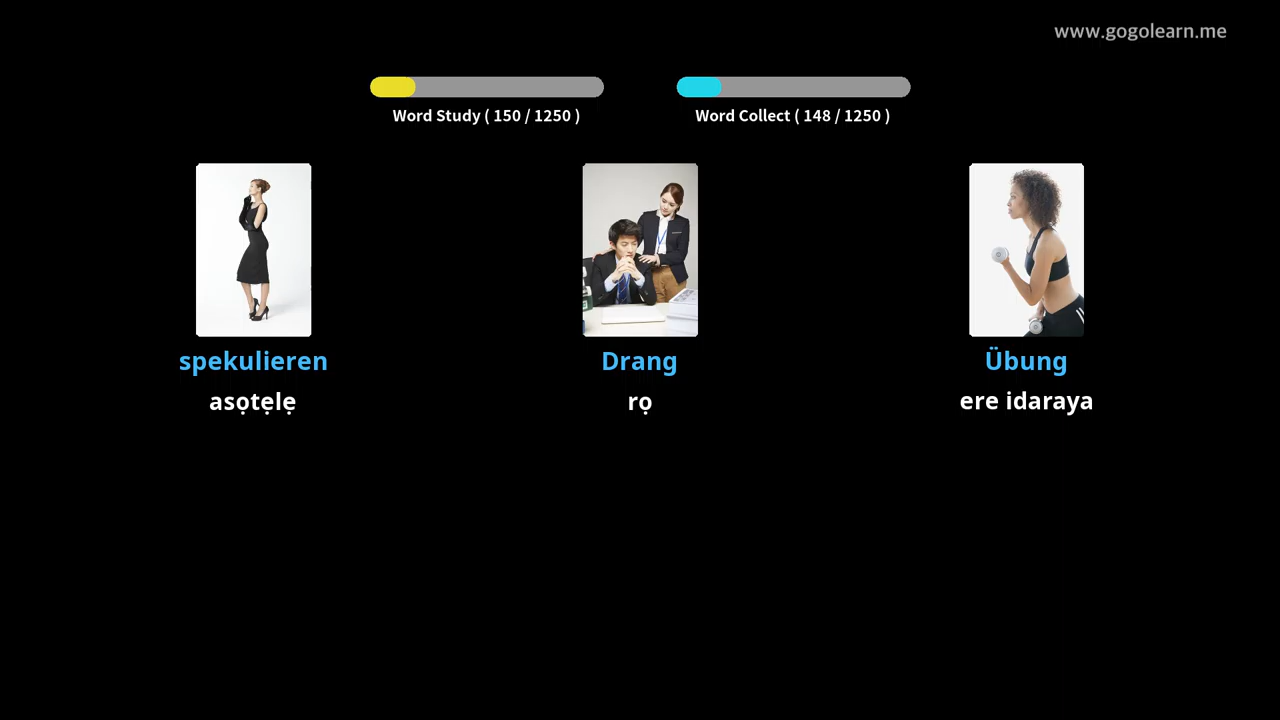 www.gogolearn.me
Word Study ( 150 / 1250 )
Word Collect ( 148 / 1250 )
spekulieren
Drang
Übung
asọtẹlẹ
rọ
ere idaraya